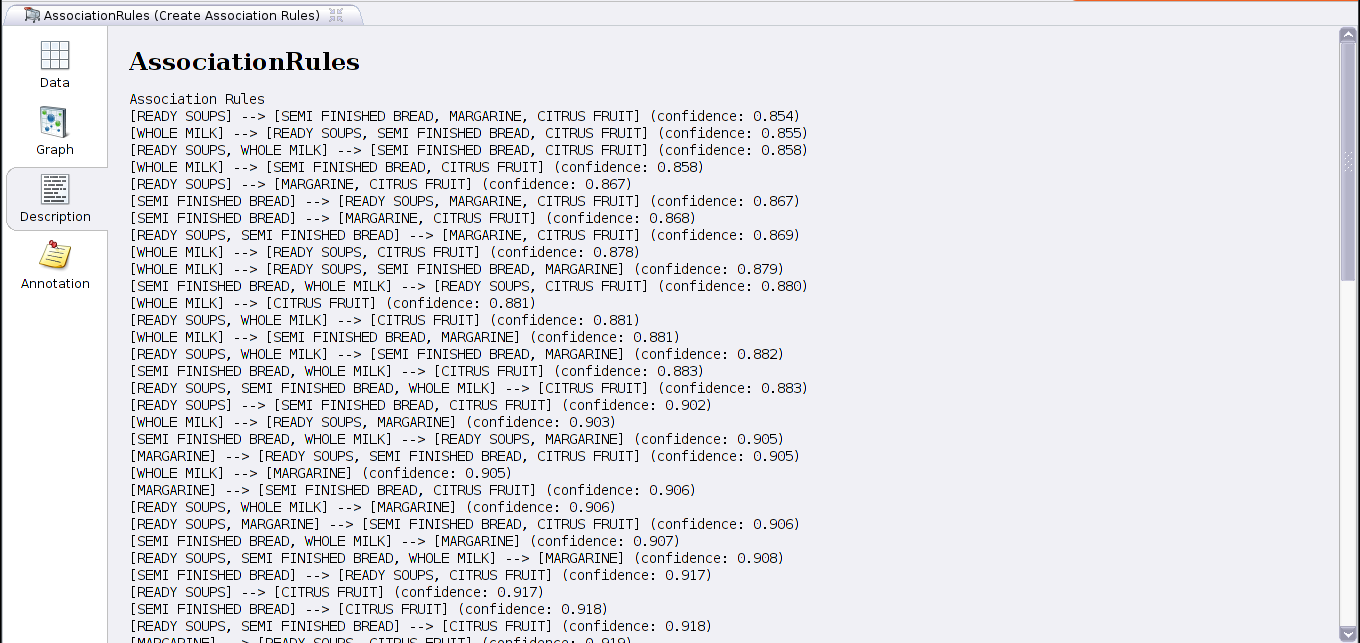 AssociationRules (Create Association Rules)
Data
Graph
Description
Annotation
AssociationRules
Association Rules
[READY SOUPS] --> [SEMI FINISHED BREAD, MARGARINE, CITRUS FRUIT] (confidence: 0.854)
[WHOLE MILK] --> [READY SOUPS, SEMI FINISHED BREAD, CITRUS FRUIT] (confidence: 0.855)
[READY SOUPS, WHOLE MILK] --> [SEMI FINISHED BREAD, CITRUS FRUIT] (confidence: 0.858)
[WHOLE MILK] --> [SEMI FINISHED BREAD, CITRUS FRUIT] (confidence: 0.858)
[READY SOUPS] --> [MARGARINE, CITRUS FRUIT] (confidence: 0.867)
[SEMI FINISHED BREAD] --> [READY SOUPS, MARGARINE, CITRUS FRUIT] (confidence: 0.867)
[SEMI FINISHED BREAD] --> [MARGARINE, CITRUS FRUIT] (confidence: 0.868)
[READY SOUPS, SEMI FINISHED BREAD] --> [MARGARINE, CITRUS FRUIT] (confidence: 0.869)
[WHOLE MILK] --> [READY SOUPS, CITRUS FRUIT] (confidence: 0.878)
[WHOLE MILK] --> [READY SOUPS, SEMI FINISHED BREAD, MARGARINE] (confidence: 0.879)
[SEMI FINISHED BREAD, WHOLE MILK] --> [READY SOUPS, CITRUS FRUIT] (confidence: 0.880)
[WHOLE MILK] --> [CITRUS FRUIT] (confidence: 0.881)
[READY SOUPS, WHOLE MILK] --> [CITRUS FRUIT] (confidence: 0.881)
[WHOLE MILK] --> [SEMI FINISHED BREAD, MARGARINE] (confidence: 0.881)
[READY SOUPS, WHOLE MILK] --> [SEMI FINISHED BREAD, MARGARINE] (confidence: 0.882)
[SEMI FINISHED BREAD, WHOLE MILK] --> [CITRUS FRUIT] (confidence: 0.883)
[READY SOUPS, SEMI FINISHED BREAD, WHOLE MILK] --> [CITRUS FRUIT] (confidence: 0.883)
[READY SOUPS] --> [SEMI FINISHED BREAD, CITRUS FRUIT] (confidence: 0.902)
[WHOLE MILK] --> [READY SOUPS, MARGARINE] (confidence: 0.903)
[SEMI FINISHED BREAD, WHOLE MILK] --> [READY SOUPS, MARGARINE] (confidence: 0.905)
[MARGARINE] --> [READY SOUPS, SEMI FINISHED BREAD, CITRUS FRUIT] (confidence: 0.905)
[WHOLE MILK] --> [MARGARINE] (confidence: 0.905)
[MARGARINE] --> [SEMI FINISHED BREAD, CITRUS FRUIT] (confidence: 0.906)
[READY SOUPS, WHOLE MILK] --> [MARGARINE] (confidence: 0.906)
[READY SOUPS, MARGARINE] --> [SEMI FINISHED BREAD, CITRUS FRUIT] (confidence: 0.906)
[SEMI FINISHED BREAD, WHOLE MILK] --> [MARGARINE] (confidence: 0.907)
[READY SOUPS, SEMI FINISHED BREAD, WHOLE MILK] --> [MARGARINE] (confidence: 0.908)
[SEMI FINISHED BREAD] --> [READY SOUPS, CITRUS FRUIT] (confidence: 0.917)
[READY SOUPS] --> [CITRUS FRUIT] (confidence: 0.917)
[SEMI FINISHED BREAD] --> [CITRUS FRUIT] (confidence: 0.918)
[READY SOUPS, SEMI FINISHED BREAD] --> [CITRUS FRUIT] (confidence: 0.918)
[MARGARINE] --> [READY SOUPS, CITRUS FRUIT] (confidence: 0.919)